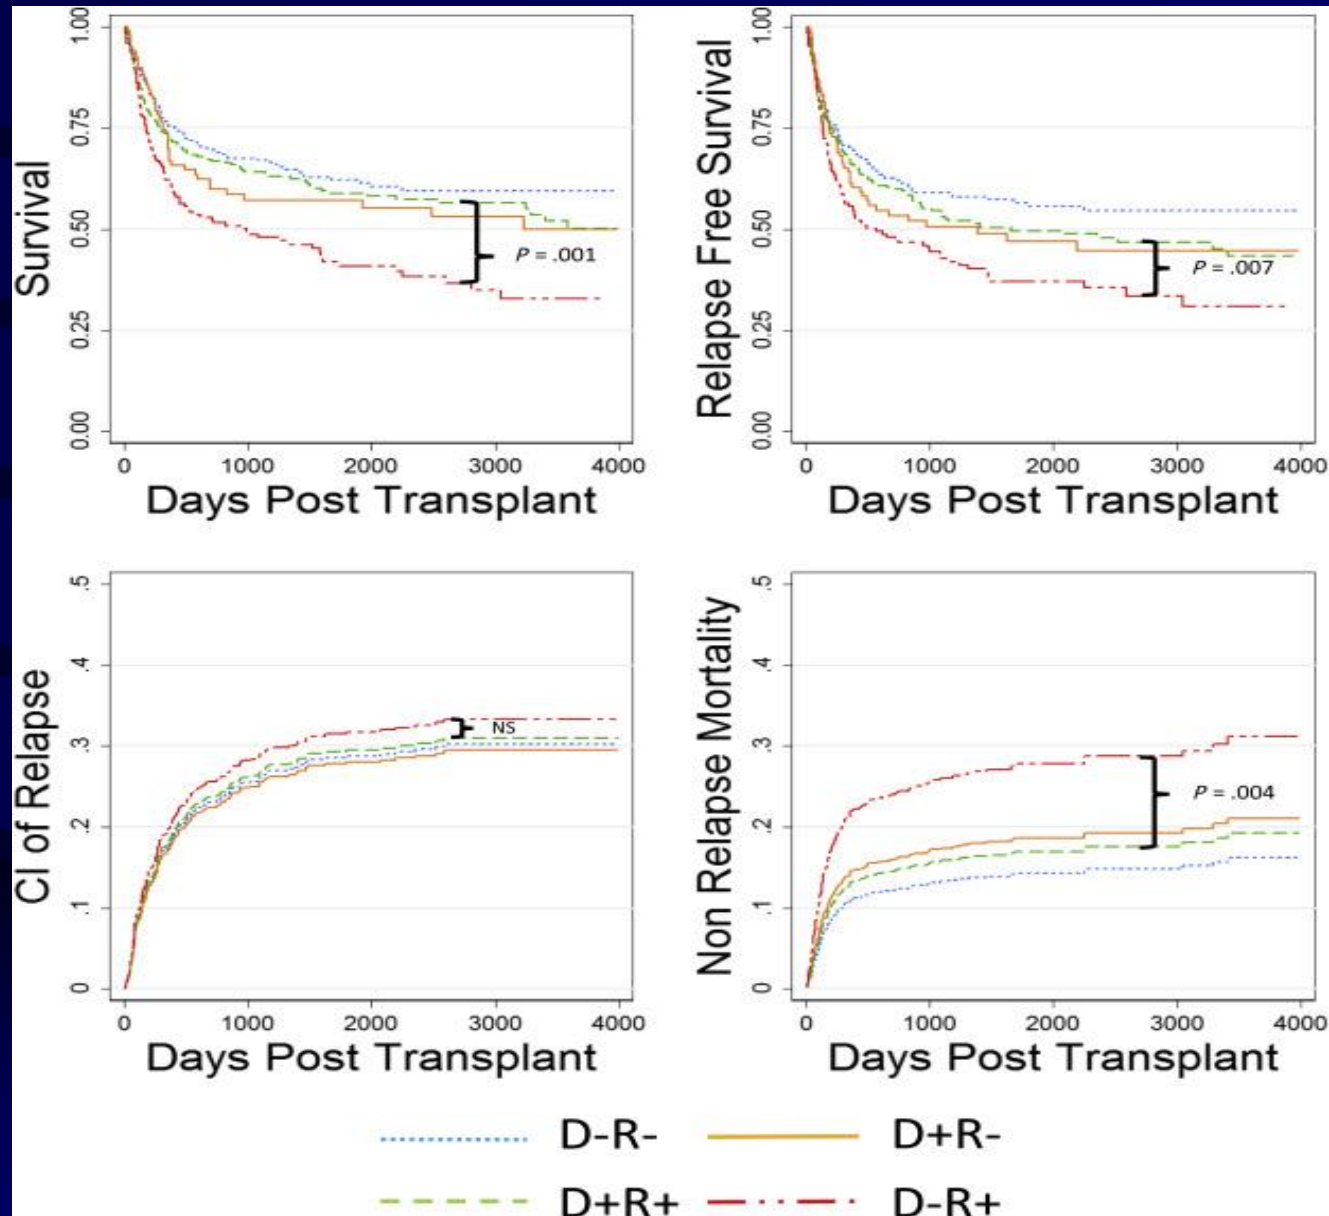 Survival
1.00
0.75
0.50
0.25
0.00
P = .001
0 1000 2000 3000 4000
Days Post Transplant
Relapse Free Survival
1.00
0.75
0.50
0.25
0.00
P = .007
0 1000 2000 3000 4000
Days Post Transplant
CI of Relapse
.5
.4
.3
.2
.1
0
NS
0 1000 2000 3000 4000
Days Post Transplant
Non Relapse Mortality
.5
.4
.3
.2
.1
0
P = .004
0 1000 2000 3000 4000
Days Post Transplant
D-R- D+R-
D+R+ D-R+